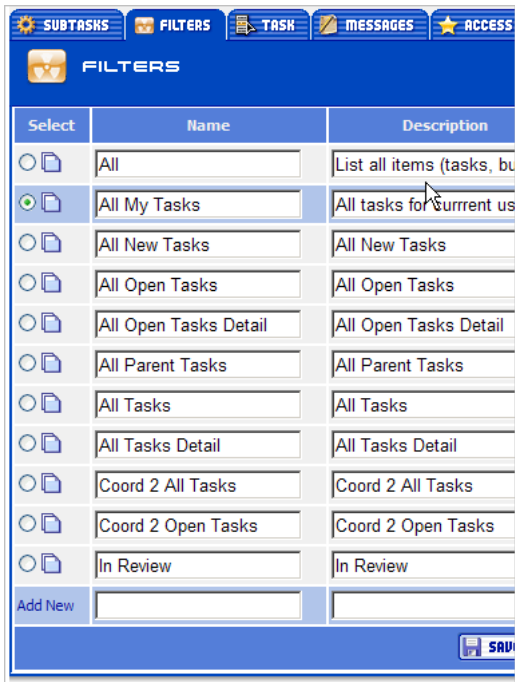 SUBTASKS FILTERS TASK MESSAGES ACCESS
FILTERS
Select Name Description
All List all items (tasks,
All My Tasks All tasks for currrent
All New Tasks All New Tasks
All Open Tasks All Open Tasks
All Open Tasks Detail All Open Tasks Detail
All Parent Tasks All Parent Tasks
All Tasks All Tasks
All Tasks Detail All Tasks Detail
Coord 2 All Tasks Coord 2 All Tasks
Coord 2 Open Tasks Coord 2 Open Tasks
In Review In Review
Add New